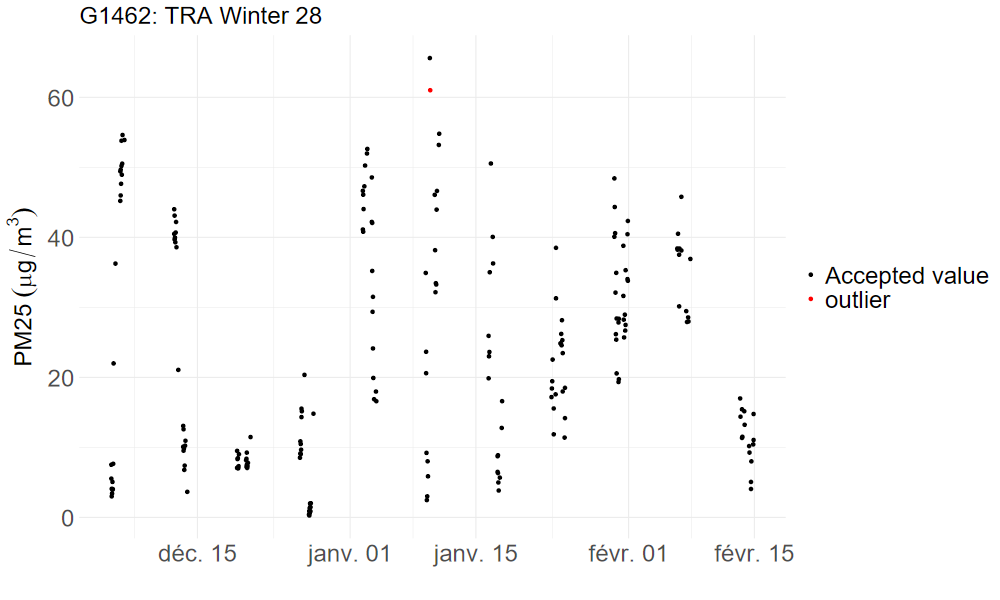 G1462: TRA Winter 28
PM25 (μg/m³)
60
40
20
0
déc. 15
janv. 01
janv. 15
févr. 01
févr. 15
Accepted value
outlier